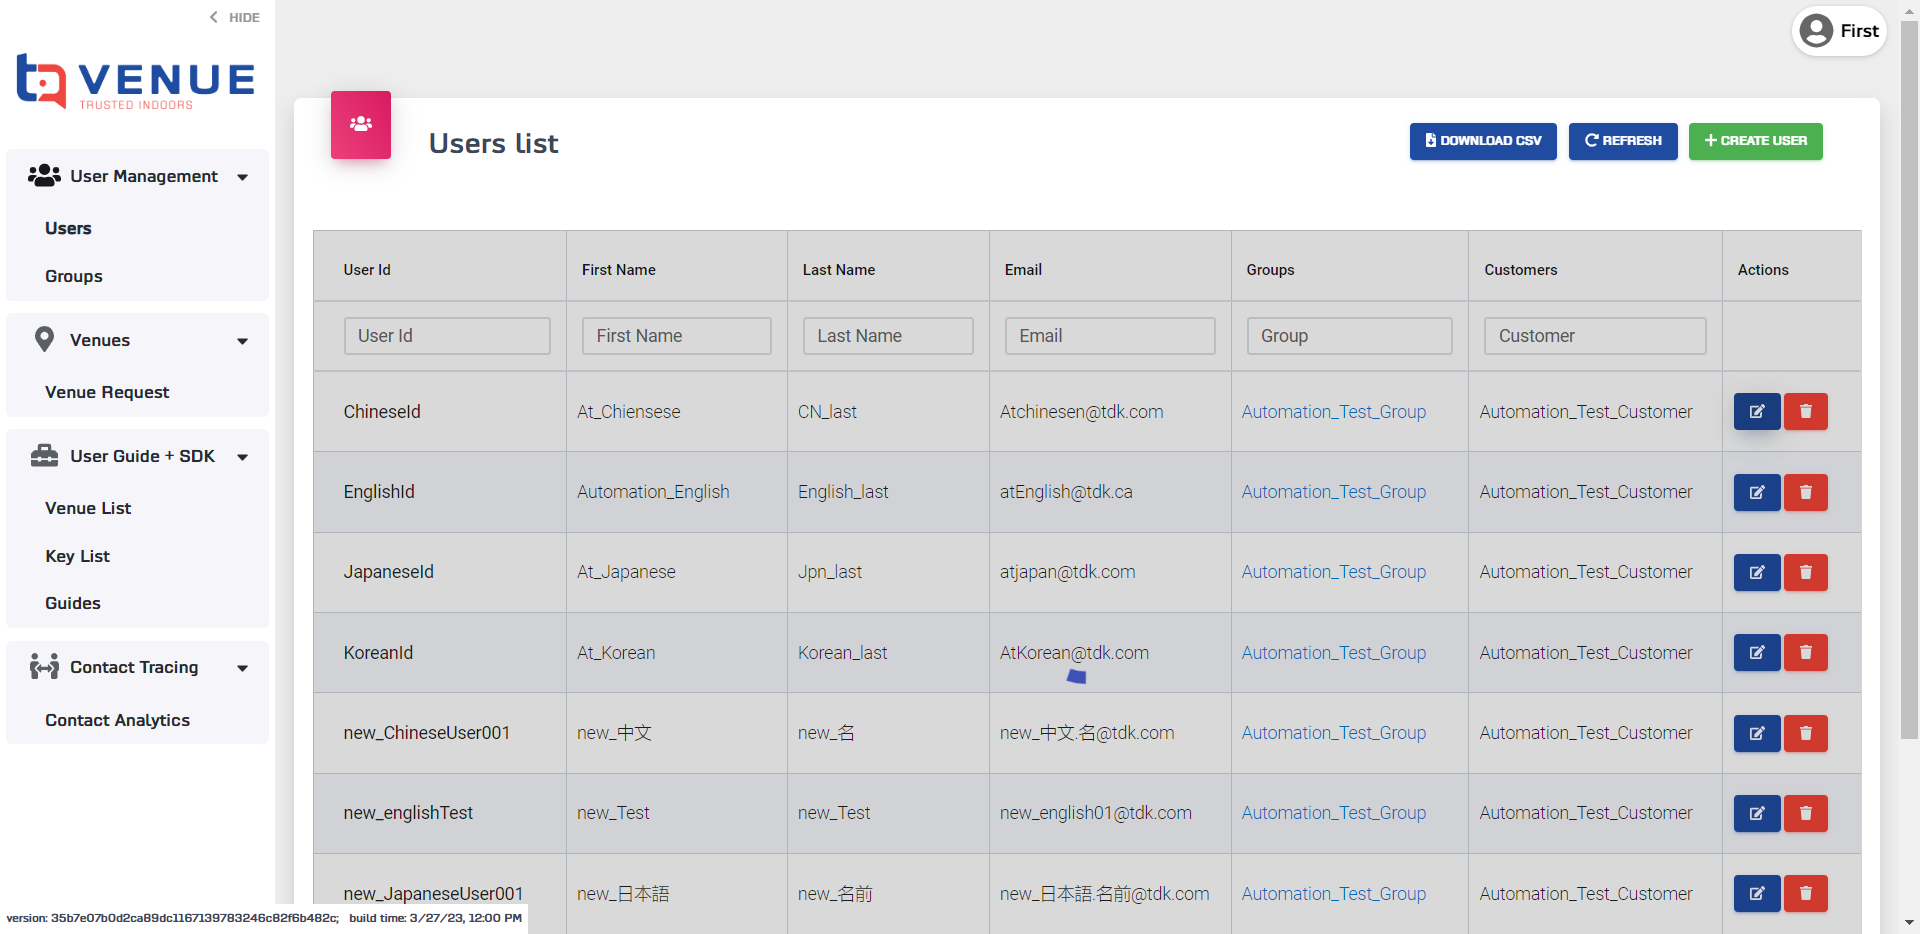 HIDE
First
VENUE
TRUSTED INDOORS
User Management
Users
Groups
Venues
Venue Request
User Guide + SDK
Venue List
Key List
Guides
Contact Tracing
Contact Analytics
Users list
DOWNLOAD CSV REFRESH CREATE USER
User Id First Name Last Name Email Groups Customers Actions
User Id First Name Last Name Email Group Customer
ChineseId At_Chiensese CN_last Atchinesen@tdk.com Automation_Test_Group Automation_Test_Customer
EnglishId Automation_English English_last atEnglish@tdk.ca Automation_Test_Group Automation_Test_Customer
JapaneseId At_Japanese Jpn_last atjapan@tdk.com Automation_Test_Group Automation_Test_Customer
KoreanId At_Korean Korean_last AtKorean@tdk.com Automation_Test_Group Automation_Test_Customer
new_ChineseUser001 new_中文 new_名 new_中文.名@tdk.com Automation_Test_Group Automation_Test_Customer
new_englishTest new_Test new_Test new_english01@tdk.com Automation_Test_Group Automation_Test_Customer
new_JapaneseUser001 new_日本語 new_名前 new_日本語.名前@tdk.com Automation_Test_Group Automation_Test_Customer
version: 35b7e07b0d2ca89dc1167139783246c82f6b482c; build time: 3/27/23, 12:00 PM